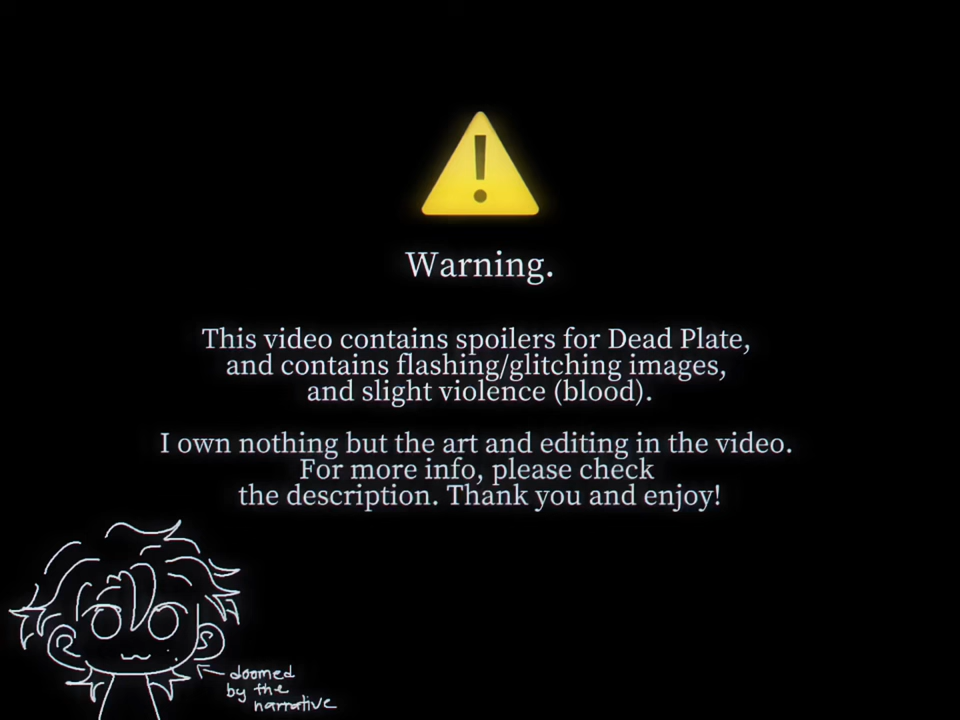 Warning.
This video contains spoilers for Dead Plate,
and contains flashing/glitching images,
and slight violence (blood).
I own nothing but the art and editing in the video.
For more info, please check
the description. Thank you and enjoy!
doomed
by the
narrative